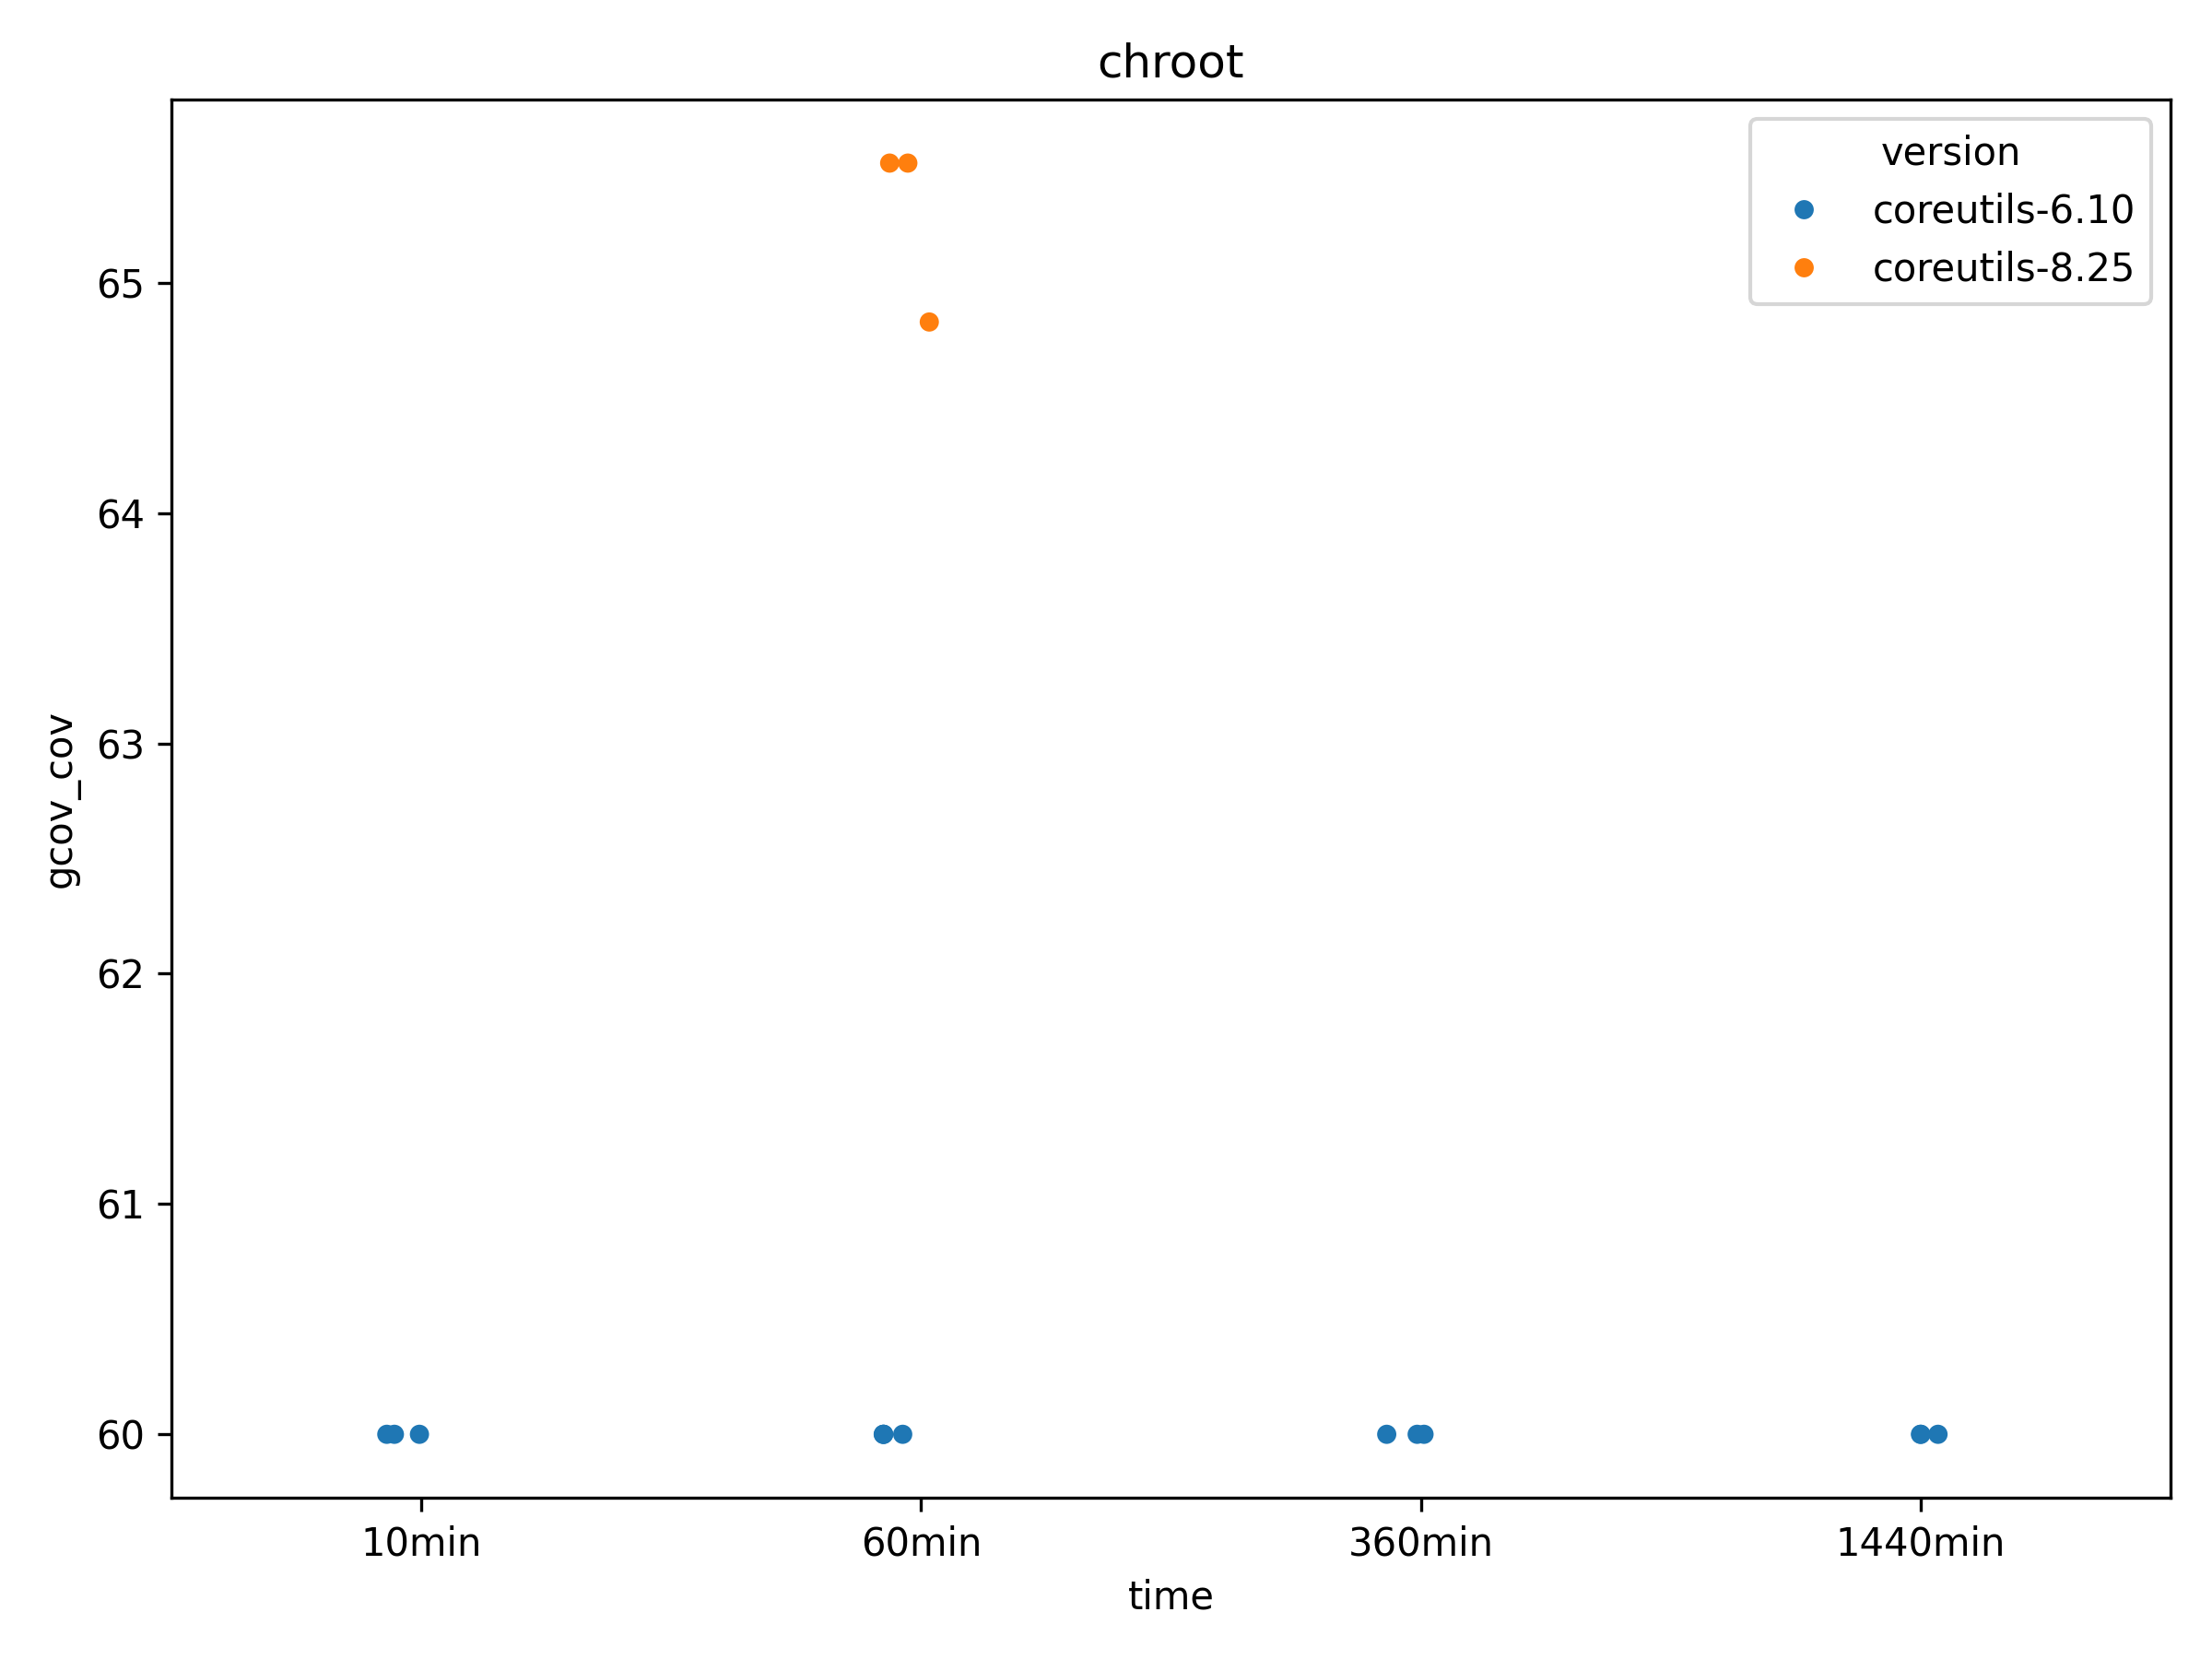 chroot
version
coreutils-6.10
coreutils-8.25
gcov_cov
65
64
63
62
61
60
10min 60min 360min 1440min
time